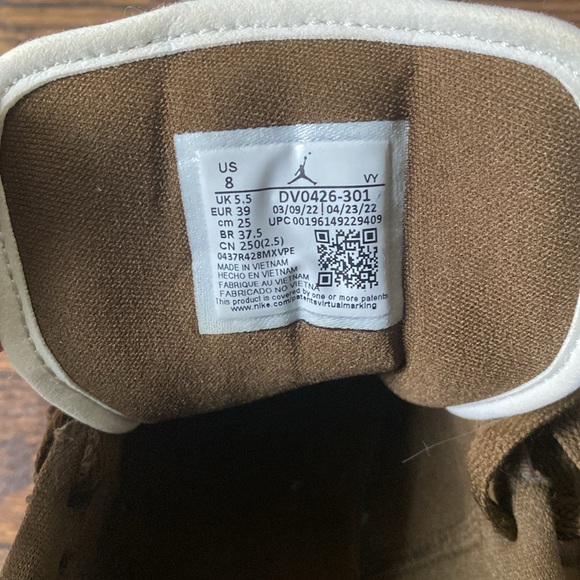 US
8
VY
UK 5.5 DV0426-301
EUR 39 03/09/22 | 04/23/22
cm 25 UPC 00196149229409
BR 37.5
CN 250(2.5)
0437R428MXVPE
MADE IN VIETNAM
HECHO EN VIETNAM
FABRIQUE AU VIETNAM
FABRICADO NO VIETNA
This product is covered by one or more patents
www.nike.com/patentsvirtualmarking